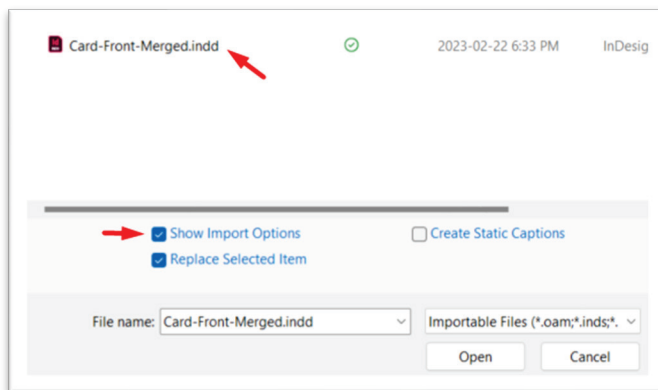 Card-Front-Merged.indd 2023-02-22 6:33 PM InDesig
Show Import Options Create Static Captions
Replace Selected Item
File name: Card-Front-Merged.indd Importable Files (*.oam;*.inds;*.
Open Cancel